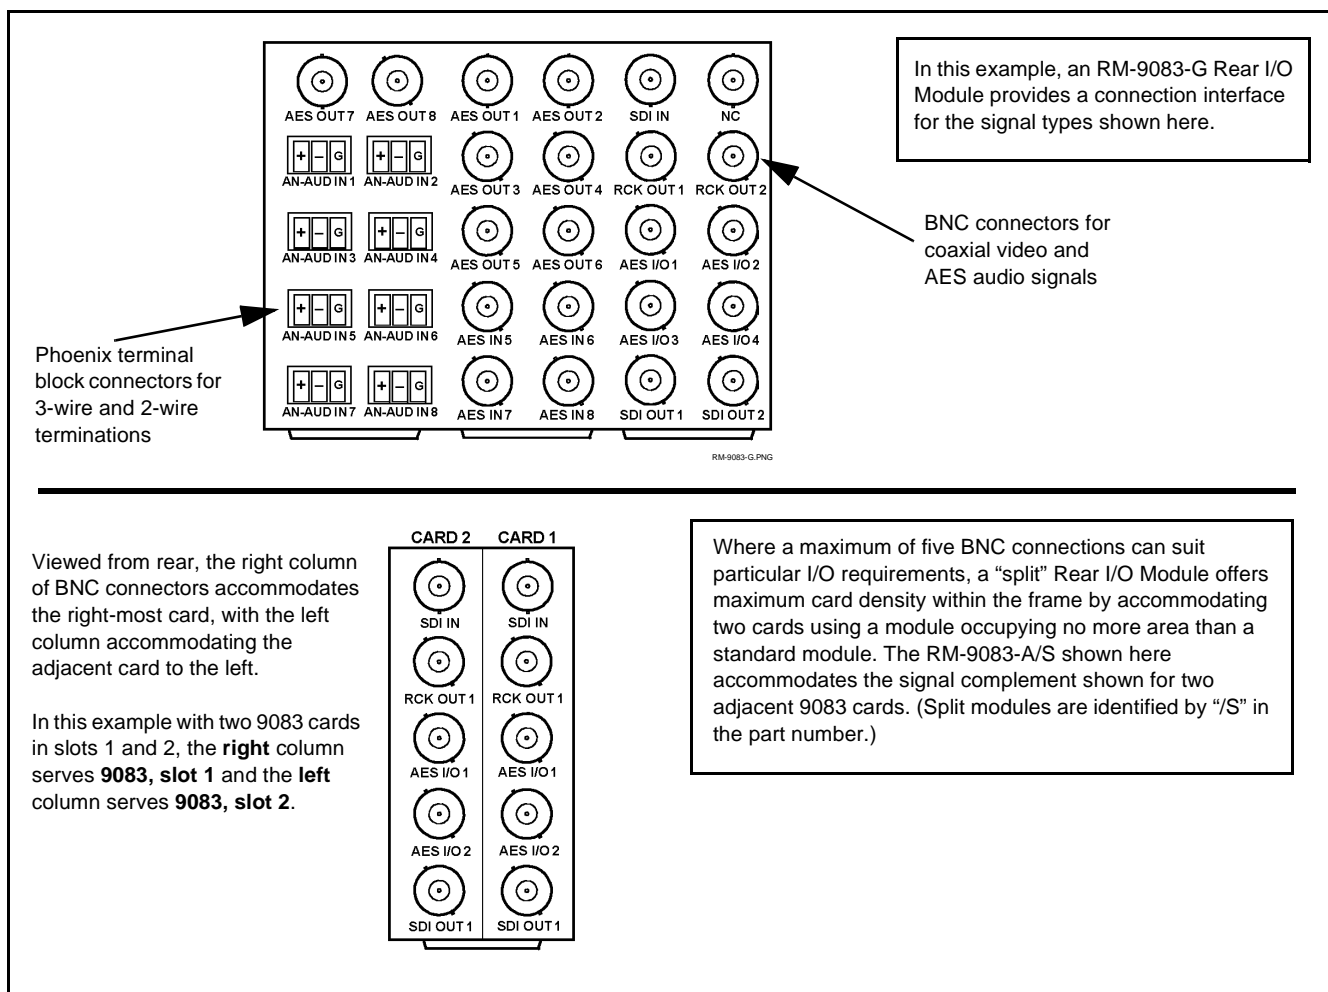 In this example, an RM-9083-G Rear I/O
Module provides a connection interface
for the signal types shown here.
AES OUT 7 AES OUT 8 AES OUT 1 AES OUT 2 SDI IN NC
+ – G + – G
AN-AUD IN 1 AN-AUD IN 2 AES OUT 3 AES OUT 4 RCK OUT 1 RCK OUT 2
+ – G + – G
AN-AUD IN 3 AN-AUD IN 4 AES OUT 5 AES OUT 6 AES I/O 1 AES I/O 2
+ – G + – G
AN-AUD IN 5 AN-AUD IN 6 AES IN 5 AES IN 6 AES I/O 3 AES I/O 4
+ – G + – G
AN-AUD IN 7 AN-AUD IN 8 AES IN 7 AES IN 8 SDI OUT 1 SDI OUT 2
BNC connectors for
coaxial video and
AES audio signals
Phoenix terminal
block connectors for
3-wire and 2-wire
terminations
RM-9083-G.PNG
Viewed from rear, the right column
of BNC connectors accommodates
the right-most card, with the left
column accommodating the
adjacent card to the left.
In this example with two 9083 cards
in slots 1 and 2, the right column
serves 9083, slot 1 and the left
column serves 9083, slot 2.
CARD 2 CARD 1
SDI IN SDI IN
RCK OUT 1 RCK OUT 1
AES I/O 1 AES I/O 1
AES I/O 2 AES I/O 2
SDI OUT 1 SDI OUT 1
Where a maximum of five BNC connections can suit
particular I/O requirements, a “split” Rear I/O Module offers
maximum card density within the frame by accommodating
two cards using a module occupying no more area than a
standard module. The RM-9083-A/S shown here
accommodates the signal complement shown for two
adjacent 9083 cards. (Split modules are identified by “/S” in
the part number.)